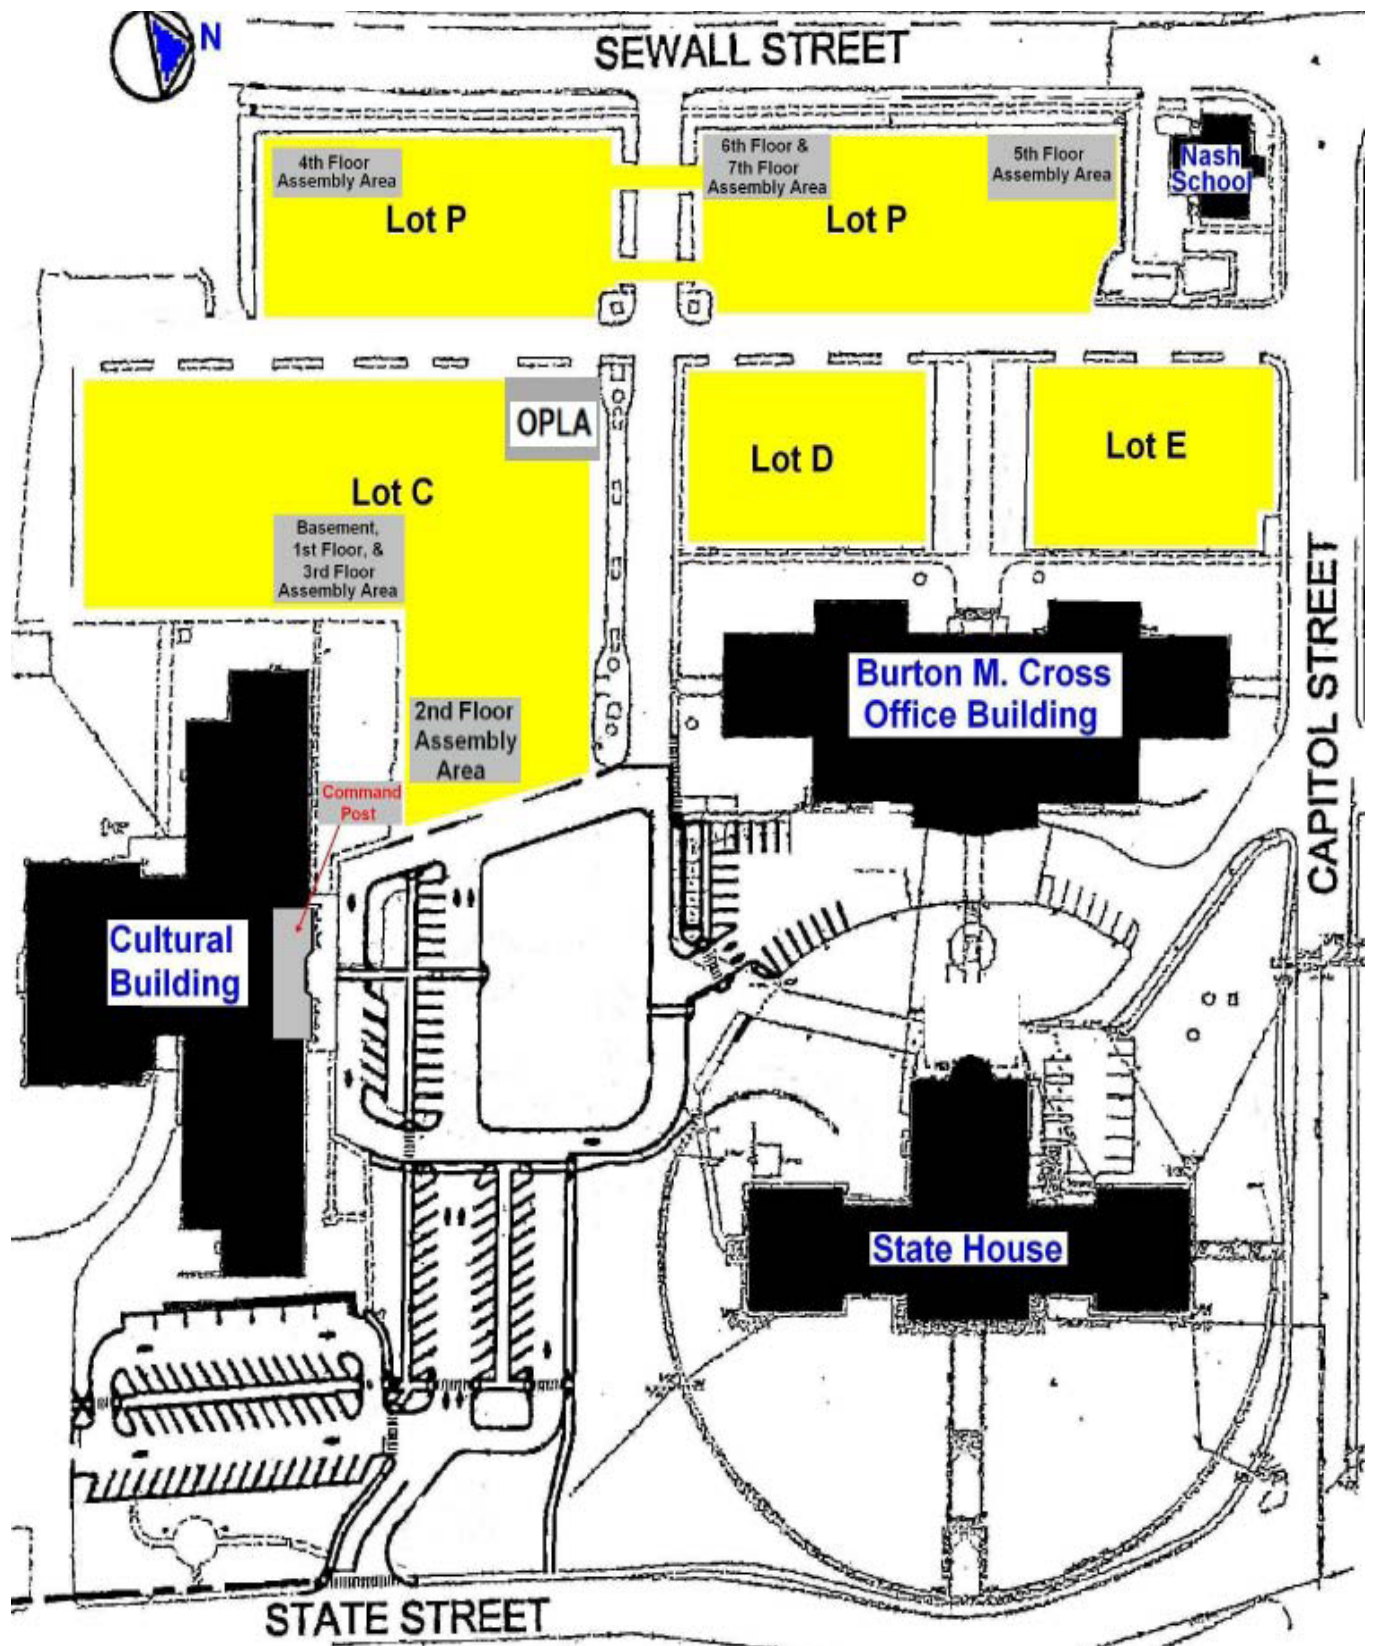 N
SEWALL STREET
4th Floor
Assembly Area
6th Floor &
7th Floor
Assembly Area
5th Floor
Assembly Area
Nash
School
Lot P
Lot P
OPLA
Lot C
Lot D
Lot E
Basement,
1st Floor, &
3rd Floor
Assembly Area
CAPITOL STREET
Burton M. Cross
Office Building
2nd Floor
Assembly
Area
Command
Post
Cultural
Building
State House
STATE STREET